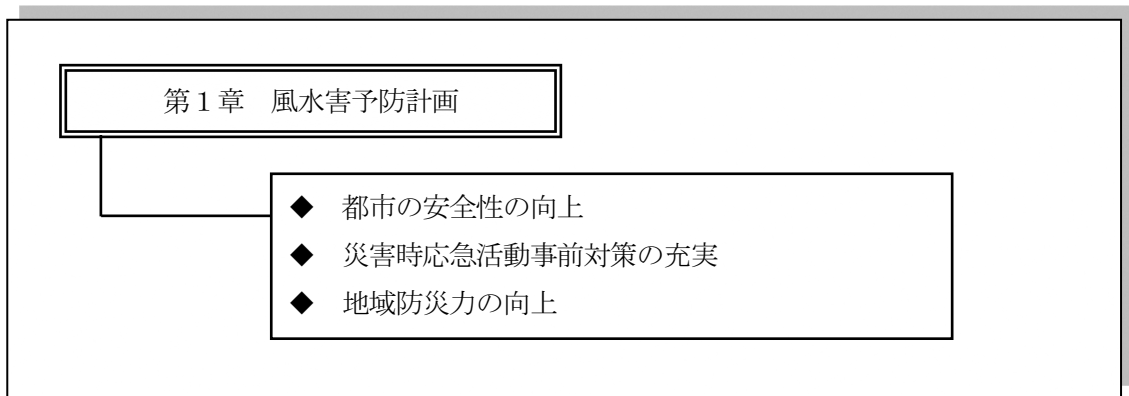 第1章 風水害予防計画
◆ 都市の安全性の向上
◆ 災害時応急活動事前対策の充実
◆ 地域防災力の向上